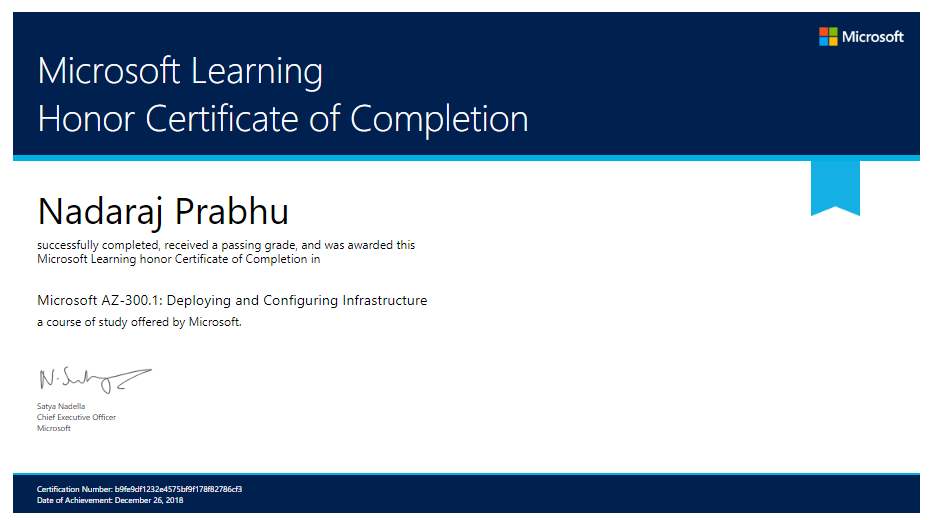 Microsoft
Microsoft Learning
Honor Certificate of Completion
Nadaraj Prabhu
successfully completed, received a passing grade, and was awarded this
Microsoft Learning honor Certificate of Completion in
Microsoft AZ-300.1: Deploying and Configuring Infrastructure
a course of study offered by Microsoft.
N. Satya
Satya Nadella
Chief Executive Officer
Microsoft
Certification Number: b9fe9df1232e4575bf9f178f82786cf3
Date of Achievement: December 26, 2018